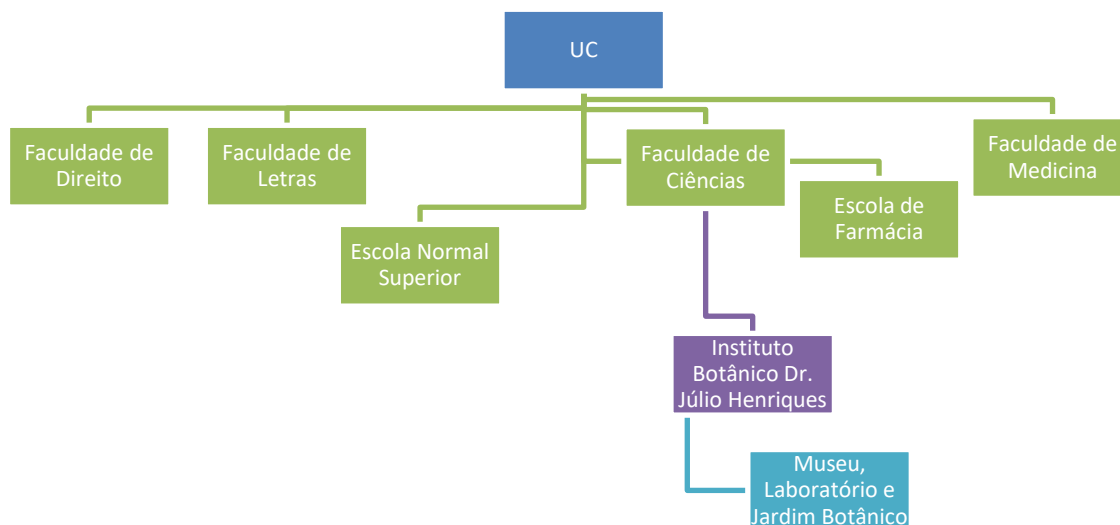 UC
Faculdade de
Direito
Faculdade de
Letras
Faculdade de
Ciências
Faculdade de
Medicina
Escola de
Farmácia
Escola Normal
Superior
Instituto
Botânico Dr.
Júlio Henriques
Museu,
Laboratório e
Jardim Botânico